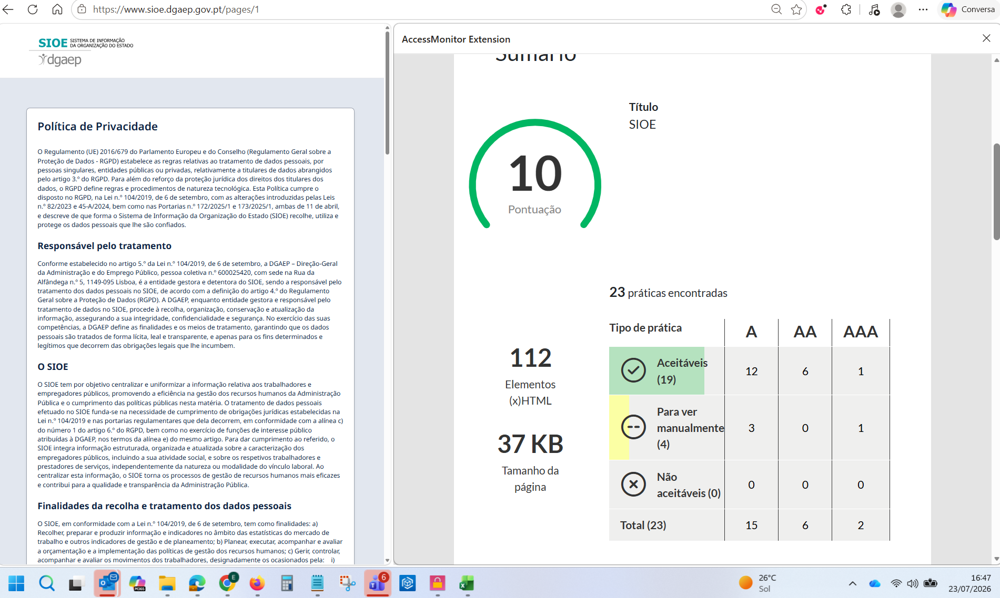 https://www.sioe.dgaep.gov.pt/pages/1
Conversa
SIOE SISTEMA DE INFORMAÇÃO
DA ORGANIZAÇÃO DO ESTADO
dgaep
Política de Privacidade
O Regulamento (UE) 2016/679 do Parlamento Europeu e do Conselho (Regulamento Geral sobre a
Proteção de Dados - RGPD) estabelece as regras relativas ao tratamento de dados pessoais, por
pessoas singulares, entidades públicas ou privadas, relativamente a titulares de dados abrangidos
pelo artigo 3.º do RGPD. Para além do reforço da proteção jurídica dos direitos dos titulares dos
dados, o RGPD define regras e procedimentos de natureza tecnológica. Esta Política cumpre o
disposto no RGPD, na Lei n.º 104/2019, de 6 de setembro, com as alterações introduzidas pelas Leis
n.º 82/2023 e 45-A/2024, bem como nas Portarias n.º 172/2025/1 e 173/2025/1, ambas de 11 de abril,
e descreve de que forma o Sistema de Informação da Organização do Estado (SIOE) recolhe, utiliza e
protege os dados pessoais que lhe são confiados.
Responsável pelo tratamento
Conforme estabelecido no artigo 5.º da Lei n.º 104/2019, de 6 de setembro, a DGAEP – Direção-Geral
da Administração e do Emprego Público, pessoa coletiva n.º 600025420, com sede na Rua da
Alfândega n.º 5, 1149-095 Lisboa, é a entidade gestora e detentora do SIOE, sendo a responsável pelo
tratamento dos dados pessoais no SIOE, de acordo com a definição do artigo 4.º do Regulamento
Geral sobre a Proteção de Dados (RGPD). A DGAEP, enquanto entidade gestora e responsável pelo
tratamento de dados no SIOE, procede à recolha, organização, conservação e atualização da
informação, assegurando a sua integridade, confidencialidade e segurança. No exercício das suas
competências, a DGAEP define as finalidades e os meios de tratamento, garantindo que os dados
pessoais são tratados de forma lícita, leal e transparente, e apenas para os fins determinados e
legítimos que decorrem das obrigações legais que lhe incumbem.
O SIOE
O SIOE tem por objetivo centralizar e uniformizar a informação relativa aos trabalhadores e
empregadores públicos, promovendo a eficiência na gestão dos recursos humanos da Administração
Pública e o cumprimento das políticas públicas nesta matéria. O tratamento de dados pessoais
efetuado no SIOE funda-se na necessidade de cumprimento de obrigações jurídicas estabelecidas na
Lei n.º 104/2019 e nas portarias regulamentares que dela decorrem, em conformidade com a alínea c)
do número 1 do artigo 6.º do RGPD, bem como no exercício de funções de interesse público
atribuídas à DGAEP, nos termos da alínea e) do mesmo artigo. Para dar cumprimento ao referido, o
SIOE integra informação estruturada, organizada e atualizada sobre a caracterização dos
empregadores públicos, incluindo a sua atividade social, e sobre os respetivos trabalhadores e
prestadores de serviços, independentemente da natureza ou modalidade do vínculo laboral. Ao
centralizar esta informação, o SIOE torna os processos de gestão de recursos humanos mais eficazes
e contribui para a qualidade e transparência da Administração Pública.
Finalidades da recolha e tratamento dos dados pessoais
O SIOE, em conformidade com a Lei n.º 104/2019, de 6 de setembro, tem como finalidades: a)
Recolher, preparar e produzir informação e indicadores no âmbito das estatísticas do mercado de
trabalho e outros indicadores de gestão e de planeamento; b) Planear, executar, acompanhar e avaliar
a orçamentação e a implementação das políticas de gestão dos recursos humanos; c) Gerir, controlar,
acompanhar e avaliar os movimentos dos trabalhadores, designadamente os ocasionados pela: i)
AccessMonitor Extension
Sumário
10
Pontuação
Título
SIOE
23 práticas encontradas
112
Elementos
(x)HTML
37 KB
Tamanho da
página
Tipo de prática A AA AAA
Aceitáveis
(19) 12 6 1
Para ver
manualmente
(4) 3 0 1
Não
aceitáveis (0) 0 0 0
Total (23) 15 6 2
M365
E
T
6
26°C
Sol
16:47
23/07/2026